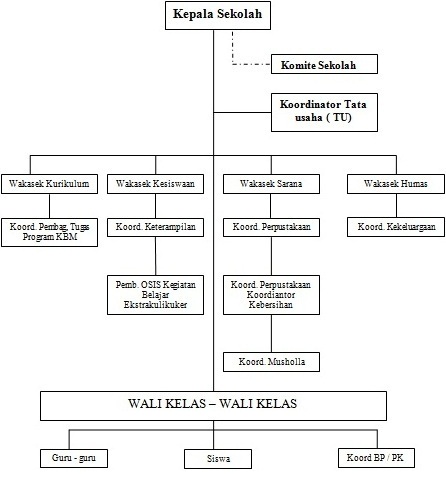 Kepala Sekolah
Komite Sekolah
Koordinator Tata
usaha ( TU)
Wakasek Kurikulum
Wakasek Kesiswaan
Wakasek Sarana
Wakasek Humas
Koord. Pembag, Tugas
Program KBM
Koord. Keterampilan
Koord. Perpustakaan
Koord. Kekeluargaan
Pemb. OSIS Kegiatan
Belajar
Ekstrakulikuker
Koord. Perpustakaan
Koordiantor
Kebersihan
Koord. Musholla
WALI KELAS – WALI KELAS
Guru - guru
Siswa
Koord BP / PK